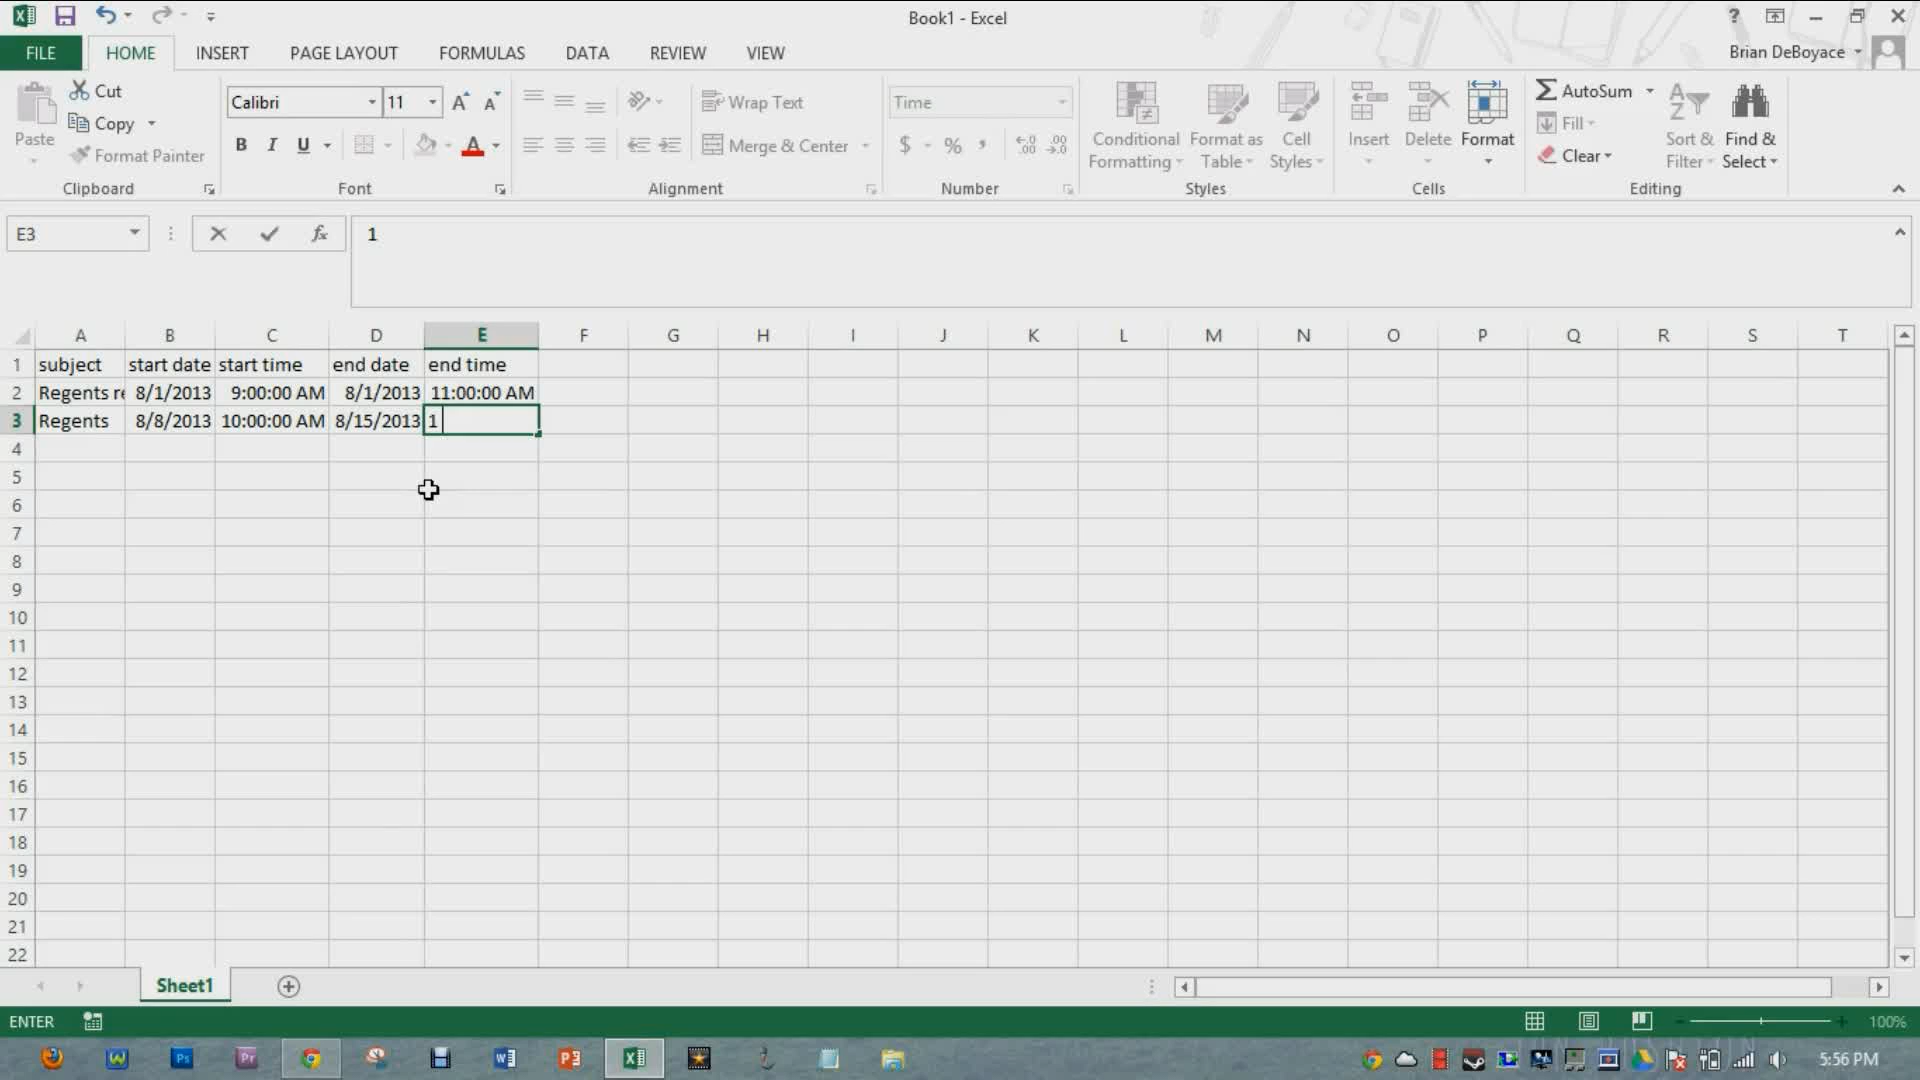 Book1 - Excel
?
FILE HOME INSERT PAGE LAYOUT FORMULAS DATA REVIEW VIEW
Brian DeBoyace
Paste
Cut
Copy
Format Painter
Clipboard
Calibri 11 A A
B I U A
Font
Wrap Text
Merge & Center
Alignment
Time
$ % , .00 .00
Number
Conditional Formatting
Format as Table
Cell Styles
Styles
Insert Delete Format
Cells
AutoSum
Fill
Clear
Sort & Filter
Find & Select
Editing
E3 fx 1
A B C D E F G H I J K L M N O P Q R S T
1 subject start date start time end date end time
2 Regents re 8/1/2013 9:00:00 AM 8/1/2013 11:00:00 AM
3 Regents 8/8/2013 10:00:00 AM 8/15/2013 1
4
5
6
7
8
9
10
11
12
13
14
15
16
17
18
19
20
21
22
Sheet1
ENTER 100%
Ps Pr
5:56 PM